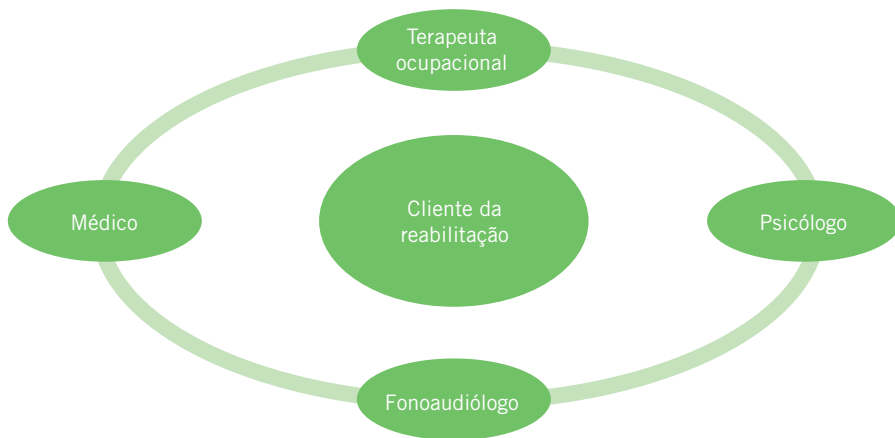 Terapeuta
ocupacional
Médico
Cliente da
reabilitação
Psicólogo
Fonoaudiólogo